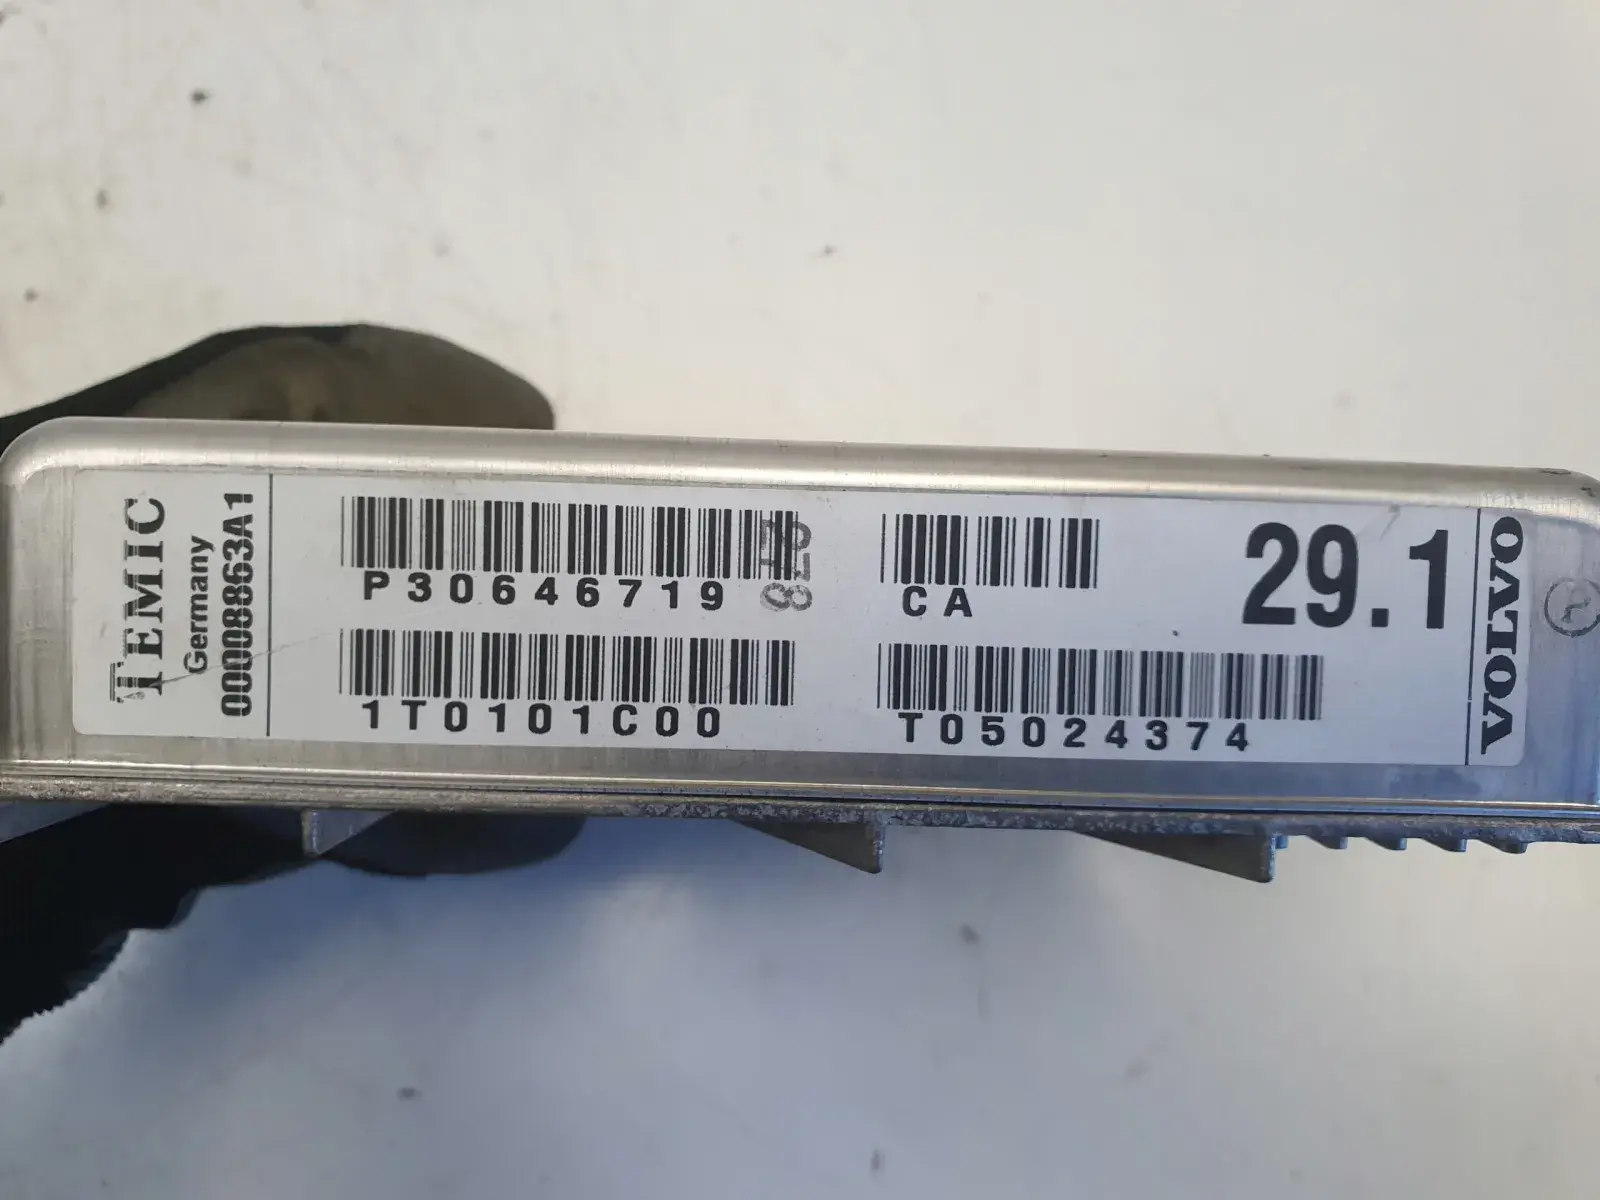 TEMIC
Germany
00008863A1
P30646719
1T0101C00
CA
T05024374
29.1
VOLVO